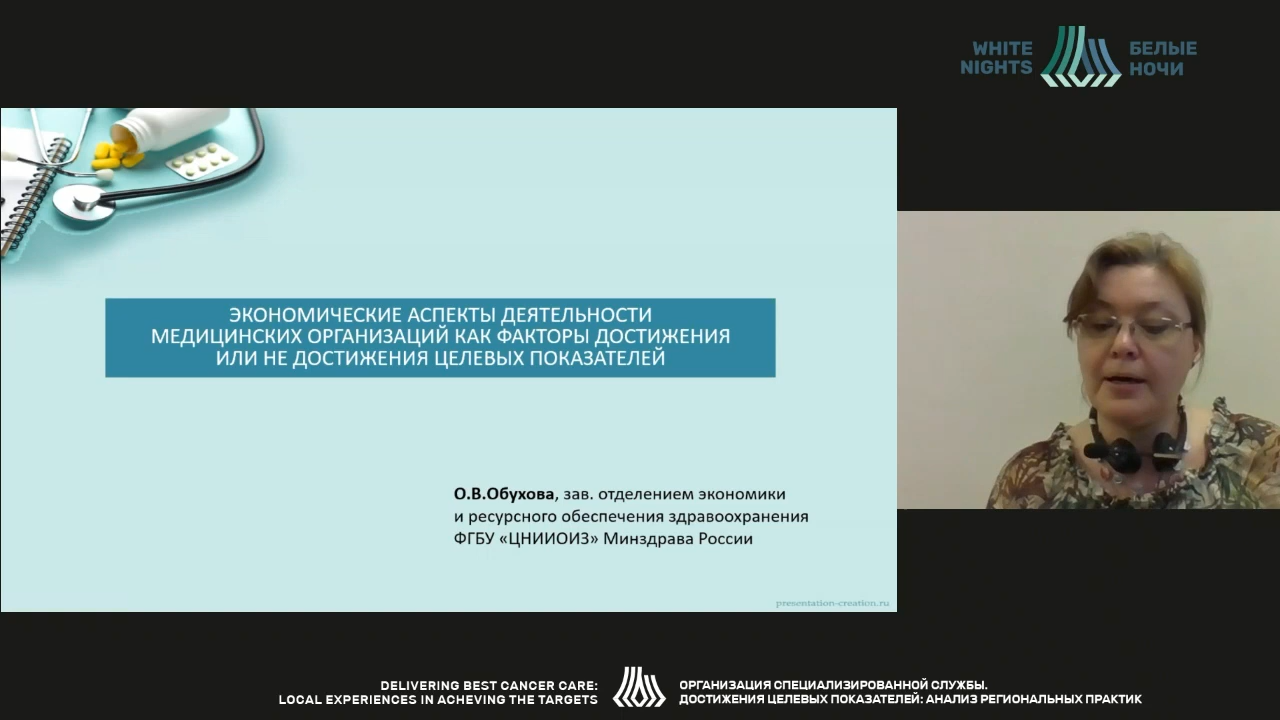 WHITE
NIGHTS
БЕЛЫЕ
НОЧИ
ЭКОНОМИЧЕСКИЕ АСПЕКТЫ ДЕЯТЕЛЬНОСТИ
МЕДИЦИНСКИХ ОРГАНИЗАЦИЙ КАК ФАКТОРЫ ДОСТИЖЕНИЯ
ИЛИ НЕ ДОСТИЖЕНИЯ ЦЕЛЕВЫХ ПОКАЗАТЕЛЕЙ
О.В.Обухова, зав. отделением экономики
и ресурсного обеспечения здравоохранения
ФГБУ «ЦНИИОИЗ» Минздрава России
presentation-creation.ru
DELIVERING BEST CANCER CARE:
LOCAL EXPERIENCES IN ACHEVING THE TARGETS
ОРГАНИЗАЦИЯ СПЕЦИАЛИЗИРОВАННОЙ СЛУЖБЫ.
ДОСТИЖЕНИЯ ЦЕЛЕВЫХ ПОКАЗАТЕЛЕЙ: АНАЛИЗ РЕГИОНАЛЬНЫХ ПРАКТИК